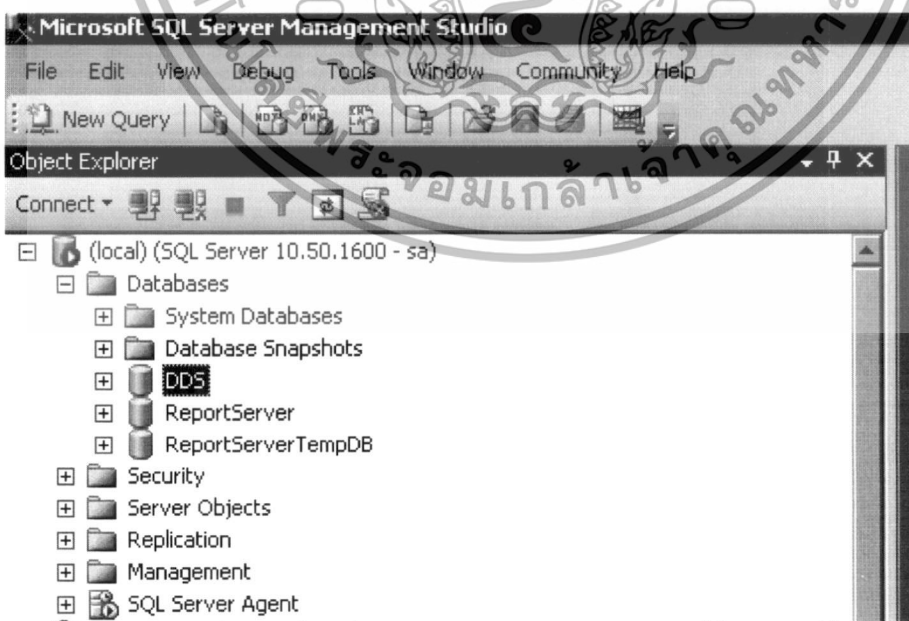 Microsoft SQL Server Management Studio
File Edit View Debug Tools Window Community Help
New Query
Object Explorer
Connect
(local) (SQL Server 10.50.1600 - sa)
Databases
System Databases
Database Snapshots
DDS
ReportServer
ReportServerTempDB
Security
Server Objects
Replication
Management
SQL Server Agent